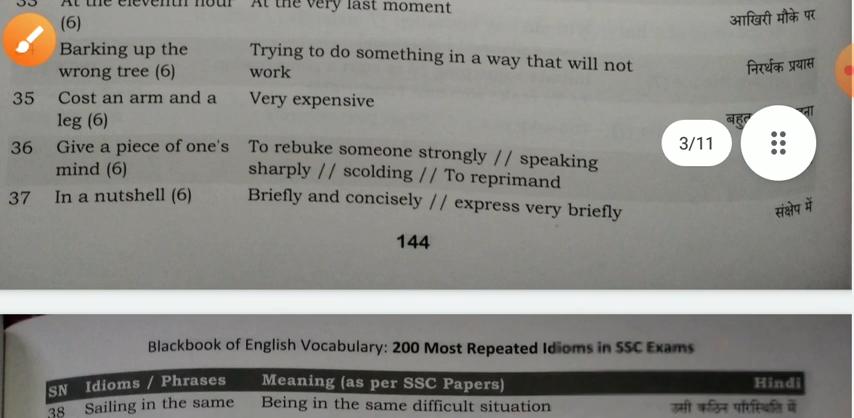 33 At the eleventh hour At the very last moment आखिरी मौके पर
(6)
Barking up the Trying to do something in a way that will not निरर्थक प्रयास
wrong tree (6) work
35 Cost an arm and a Very expensive
leg (6)
3/11
36 Give a piece of one's To rebuke someone strongly // speaking
mind (6) sharply // scolding // To reprimand
37 In a nutshell (6) Briefly and concisely // express very briefly संक्षेप में
144
Blackbook of English Vocabulary: 200 Most Repeated Idioms in SSC Exams
SN Idioms / Phrases Meaning (as per SSC Papers) Hindi
38 Sailing in the same Being in the same difficult situation उसी कठिन परिस्थिति में